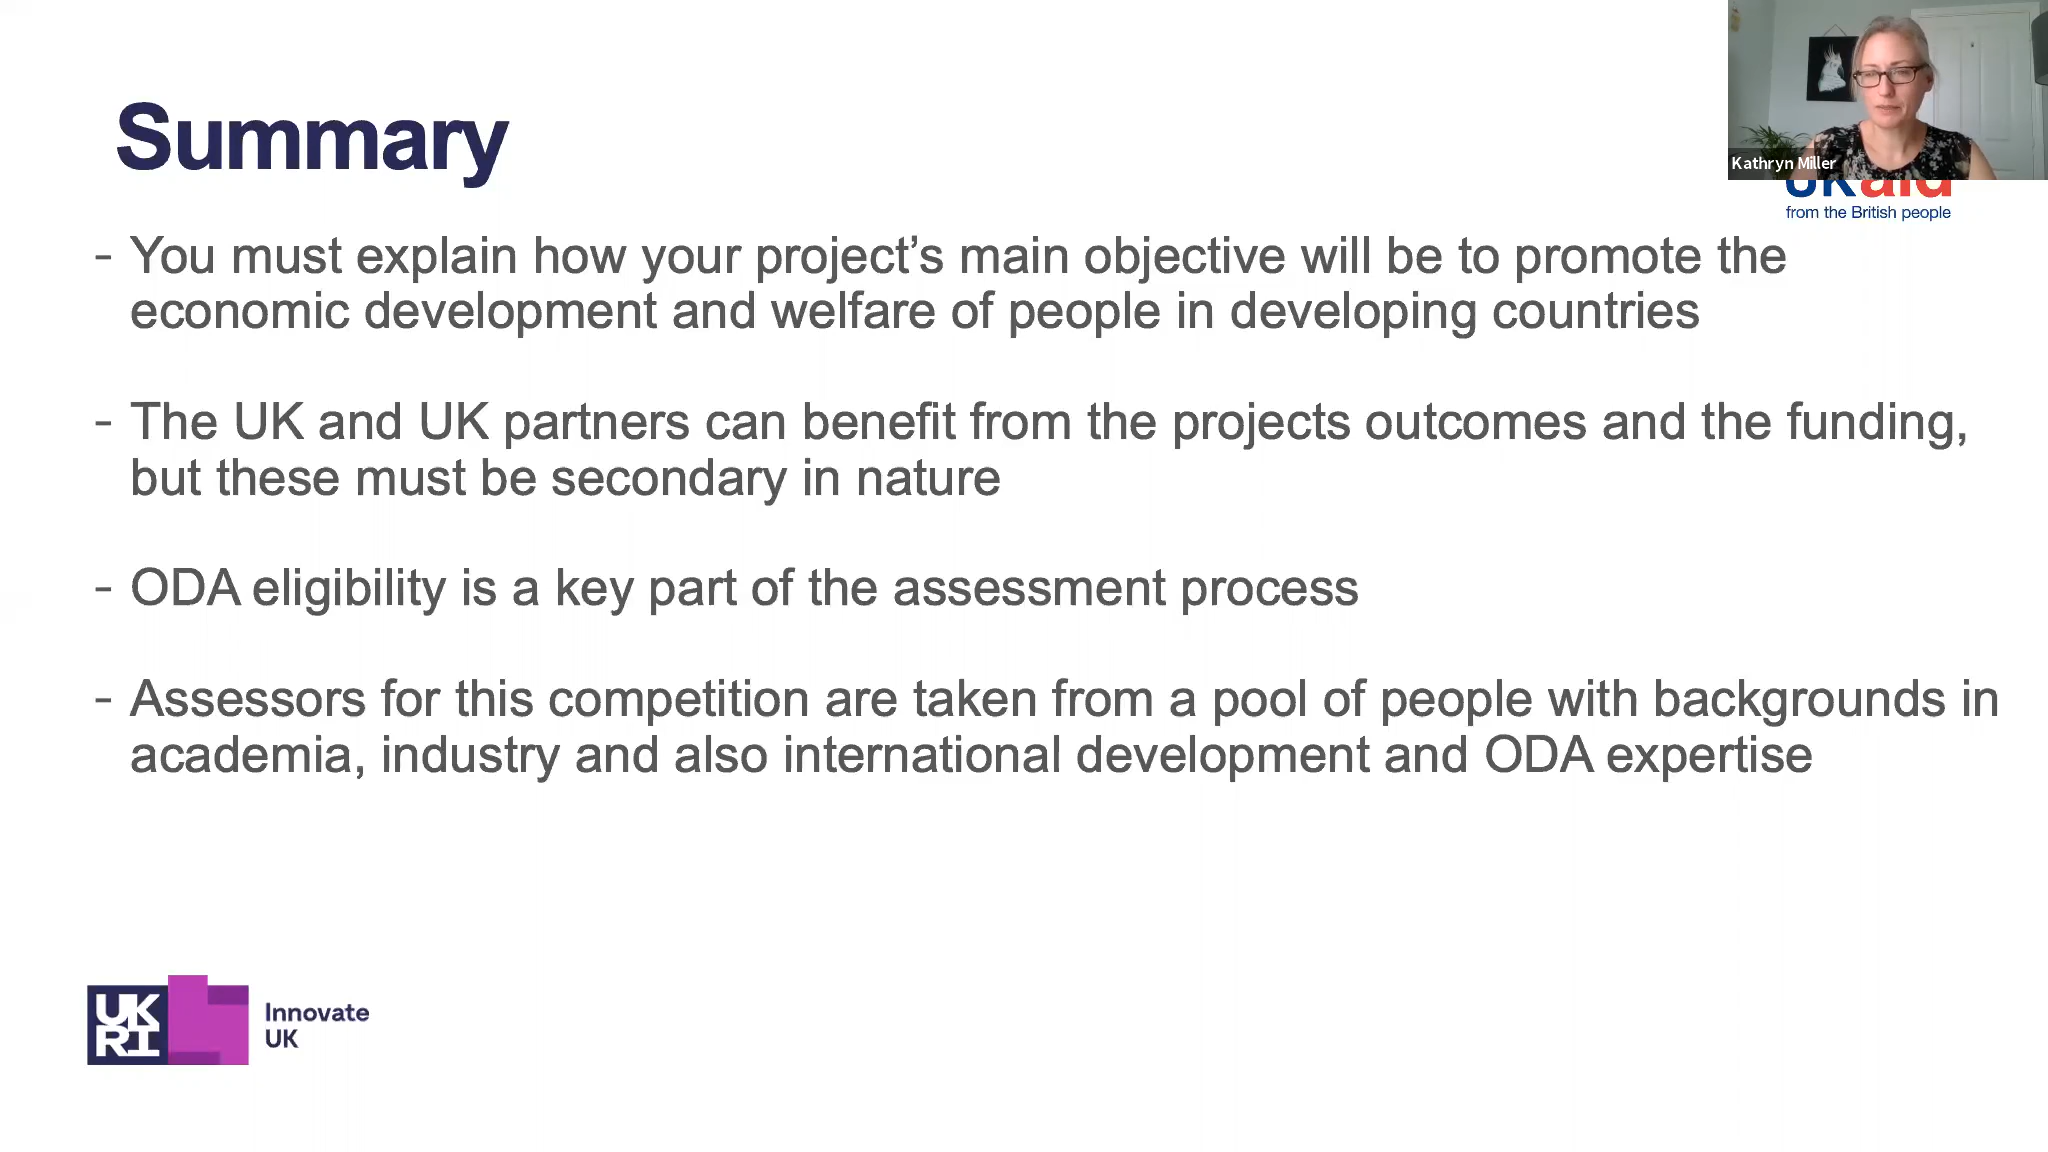 Summary
Kathryn Miller
UKaid
from the British people
- You must explain how your project’s main objective will be to promote the
economic development and welfare of people in developing countries
- The UK and UK partners can benefit from the projects outcomes and the funding,
but these must be secondary in nature
- ODA eligibility is a key part of the assessment process
- Assessors for this competition are taken from a pool of people with backgrounds in
academia, industry and also international development and ODA expertise
UK
RI
Innovate
UK